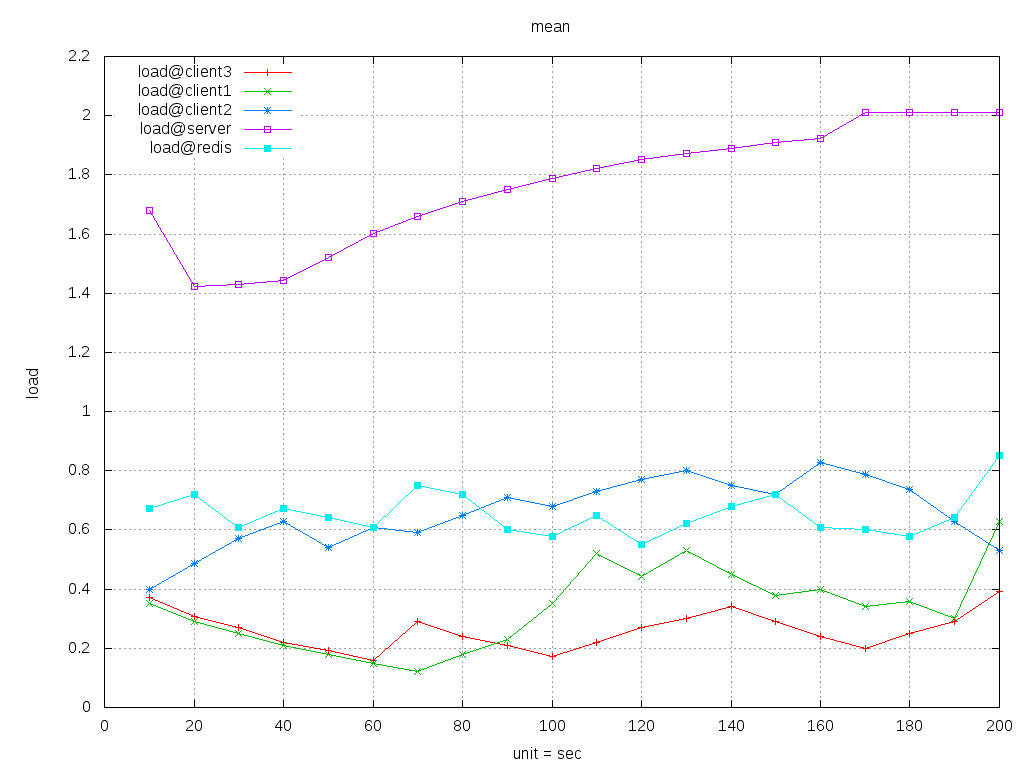 mean
2.2
2
1.8
1.6
1.4
1.2
1
0.8
0.6
0.4
0.2
0
load
load@client3
load@client1
load@client2
load@server
load@redis
0 20 40 60 80 100 120 140 160 180 200
unit = sec